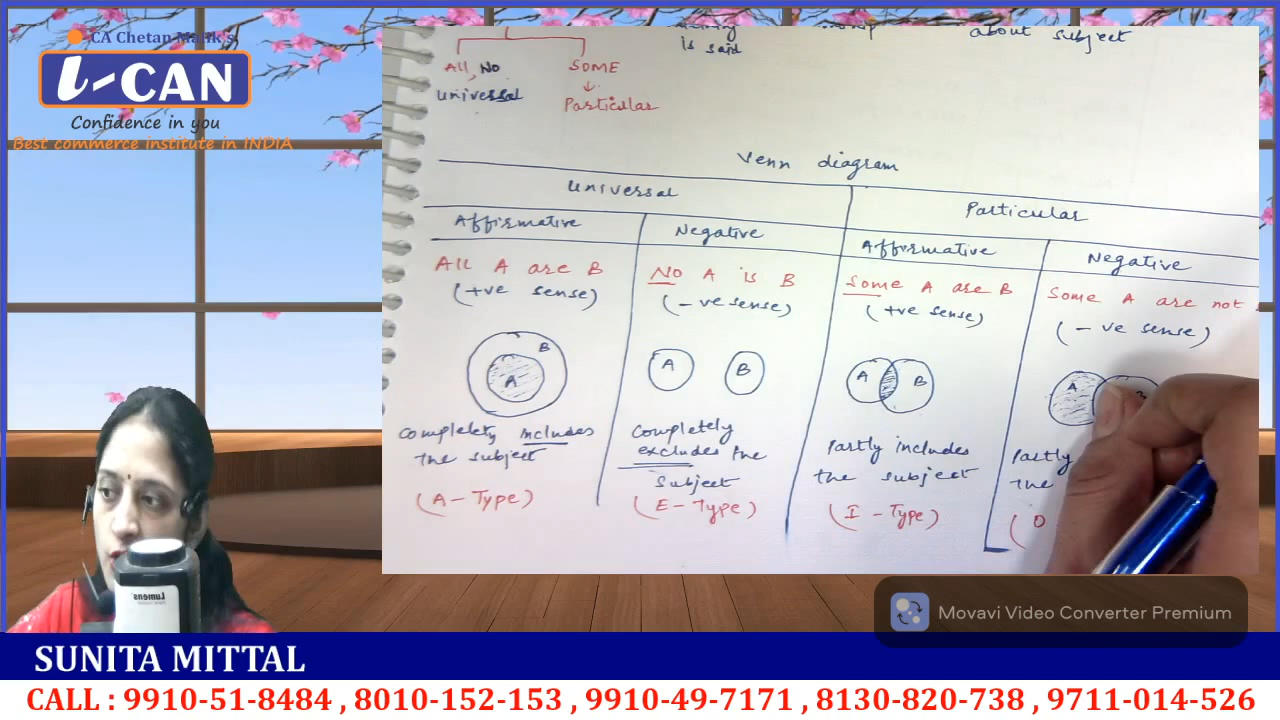 CA Chetan Malik's
i-CAN
Confidence in you
Best commerce institute in INDIA
is said
about subject
All, No
SOME
Universal
Particular
Venn diagram
Universal
Particular
Affirmative
Negative
Affirmative
Negative
All A are B
(+ve sense)
No A is B
(-ve sense)
Some A are B
(+ve sense)
Some A are not
(- ve sense)
B
A
A
B
A
B
A
Completely includes
the subject
(A - Type)
Completely
excludes the
Subject
(E - Type)
Partly includes
the subject
(I - Type)
Partly
the
(O
Lumens
Movavi Video Converter Premium
SUNITA MITTAL
CALL : 9910-51-8484 , 8010-152-153 , 9910-49-7171 , 8130-820-738 , 9711-014-526